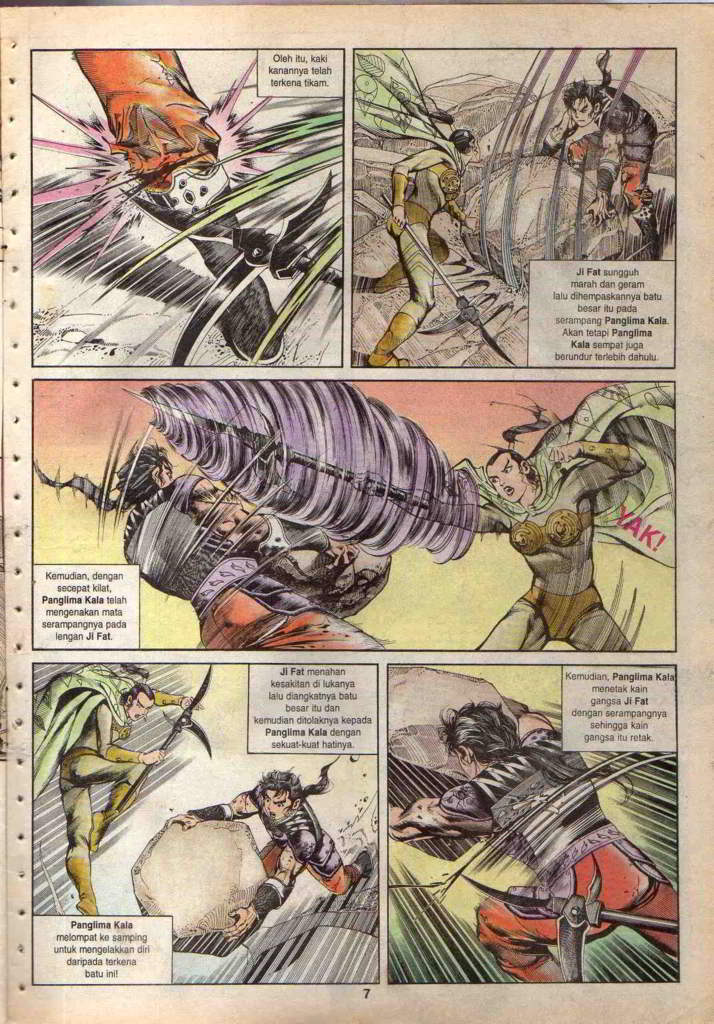 Oleh itu, kaki
kanannya telah
terkena tikam.
Ji Fat sungguh
marah dan geram
lalu dihempaskannya batu
besar itu pada
serampang Panglima Kala.
Akan tetapi Panglima
Kala sempat juga
berundur terlebih dahulu.
YAK!
Kemudian, dengan
secepat kilat,
Panglima Kala telah
mengenakan mata
serampangnya pada
lengan Ji Fat.
Ji Fat menahan
kesakitan di lukanya
lalu diangkatnya batu
besar itu dan
kemudian ditolaknya kepada
Panglima Kala dengan
sekuat-kuat hatinya.
Panglima Kala
melompat ke samping
untuk mengelakkan diri
daripada terkena
batu ini!
Kemudian, Panglima Kala
menetak kain
gangsa Ji Fat
dengan serampangnya
sehingga kain
gangsa itu retak.
7